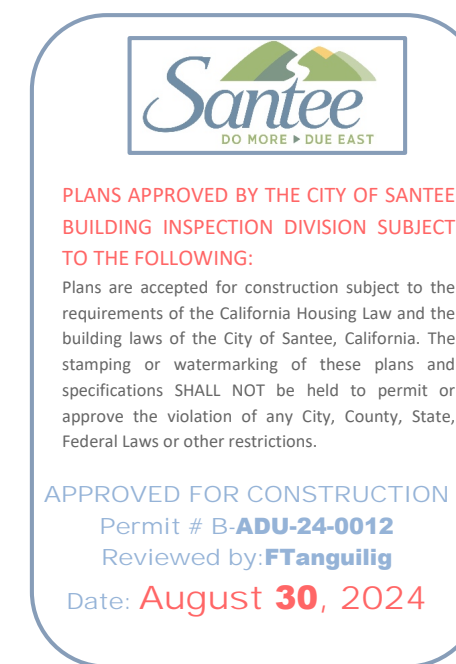 Santee
DO MORE ▶ DUE EAST
PLANS APPROVED BY THE CITY OF SANTEE
BUILDING INSPECTION DIVISION SUBJECT
TO THE FOLLOWING:
Plans are accepted for construction subject to the
requirements of the California Housing Law and the
building laws of the City of Santee, California. The
stamping or watermarking of these plans and
specifications SHALL NOT be held to permit or
approve the violation of any City, County, State,
Federal Laws or other restrictions.
APPROVED FOR CONSTRUCTION
Permit # B-ADU-24-0012
Reviewed by:FTanguilig
Date: August 30, 2024